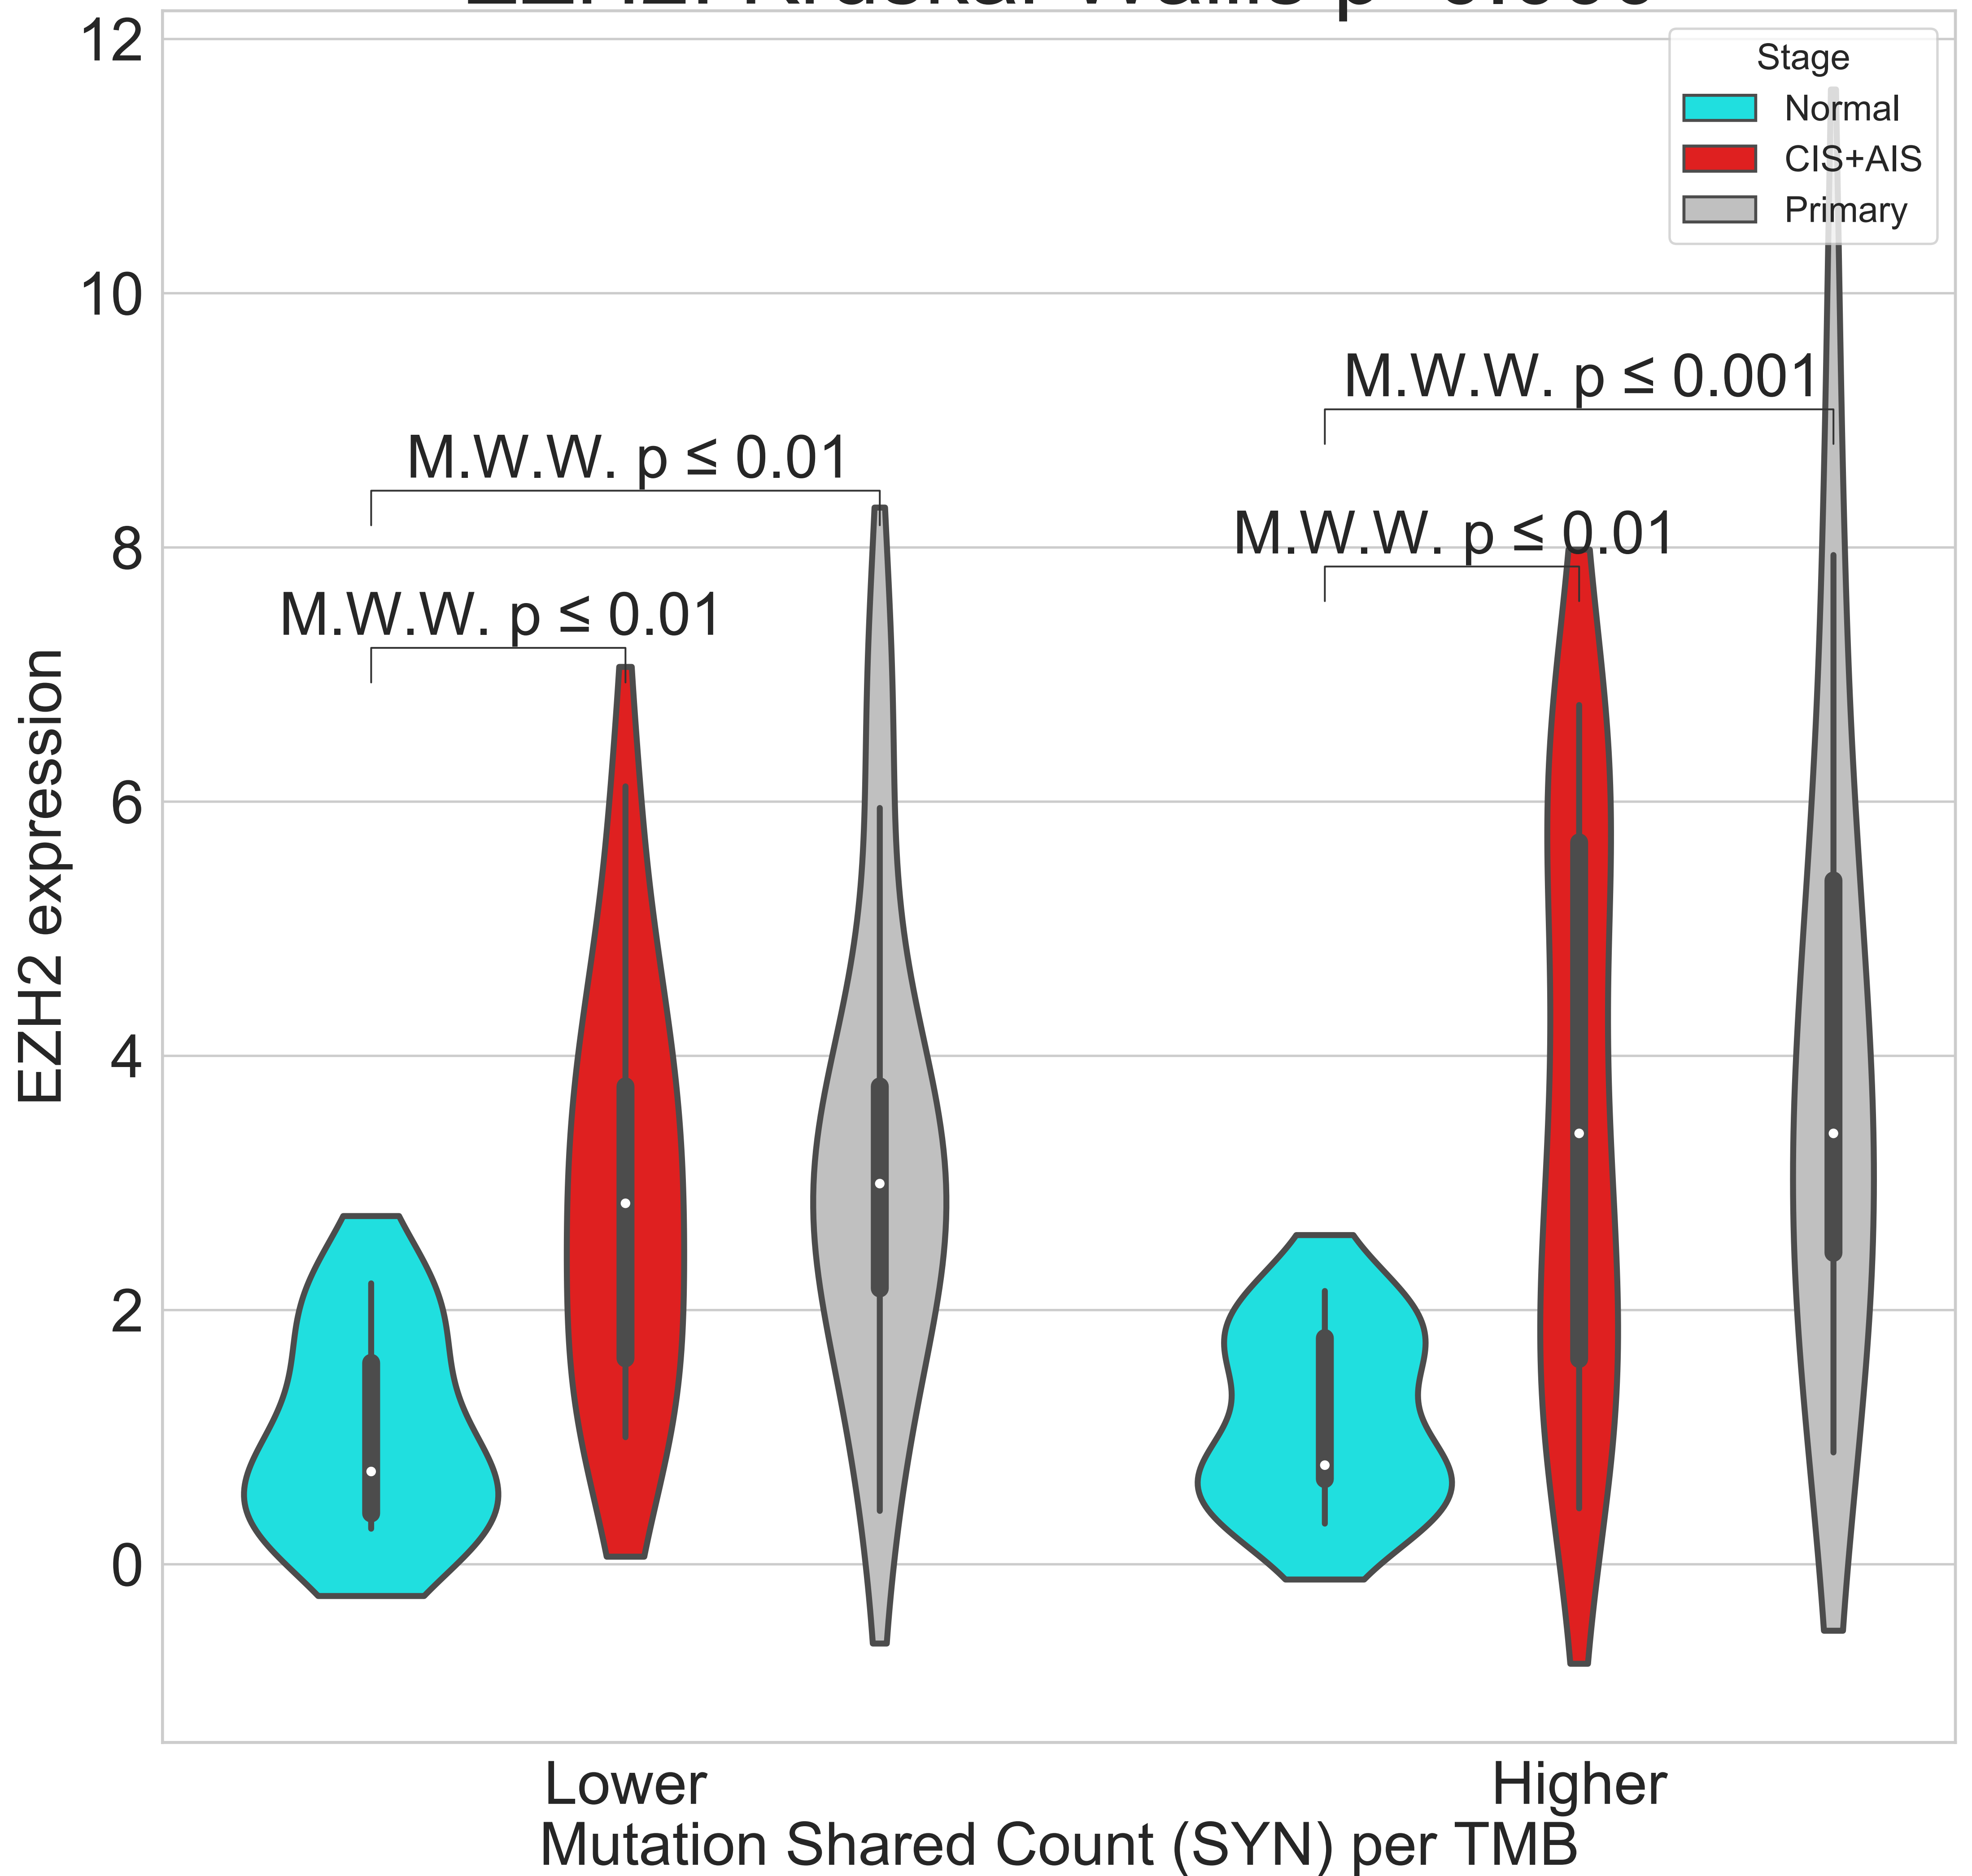 12
10
8
6
4
2
0
EZH2 expression
Stage
Normal
CIS+AIS
Primary
M.W.W. p ≤ 0.001
M.W.W. p ≤ 0.01
M.W.W. p ≤ 0.01
M.W.W. p ≤ 0.01
Lower
Higher
Mutation Shared Count (SYN) per TMB